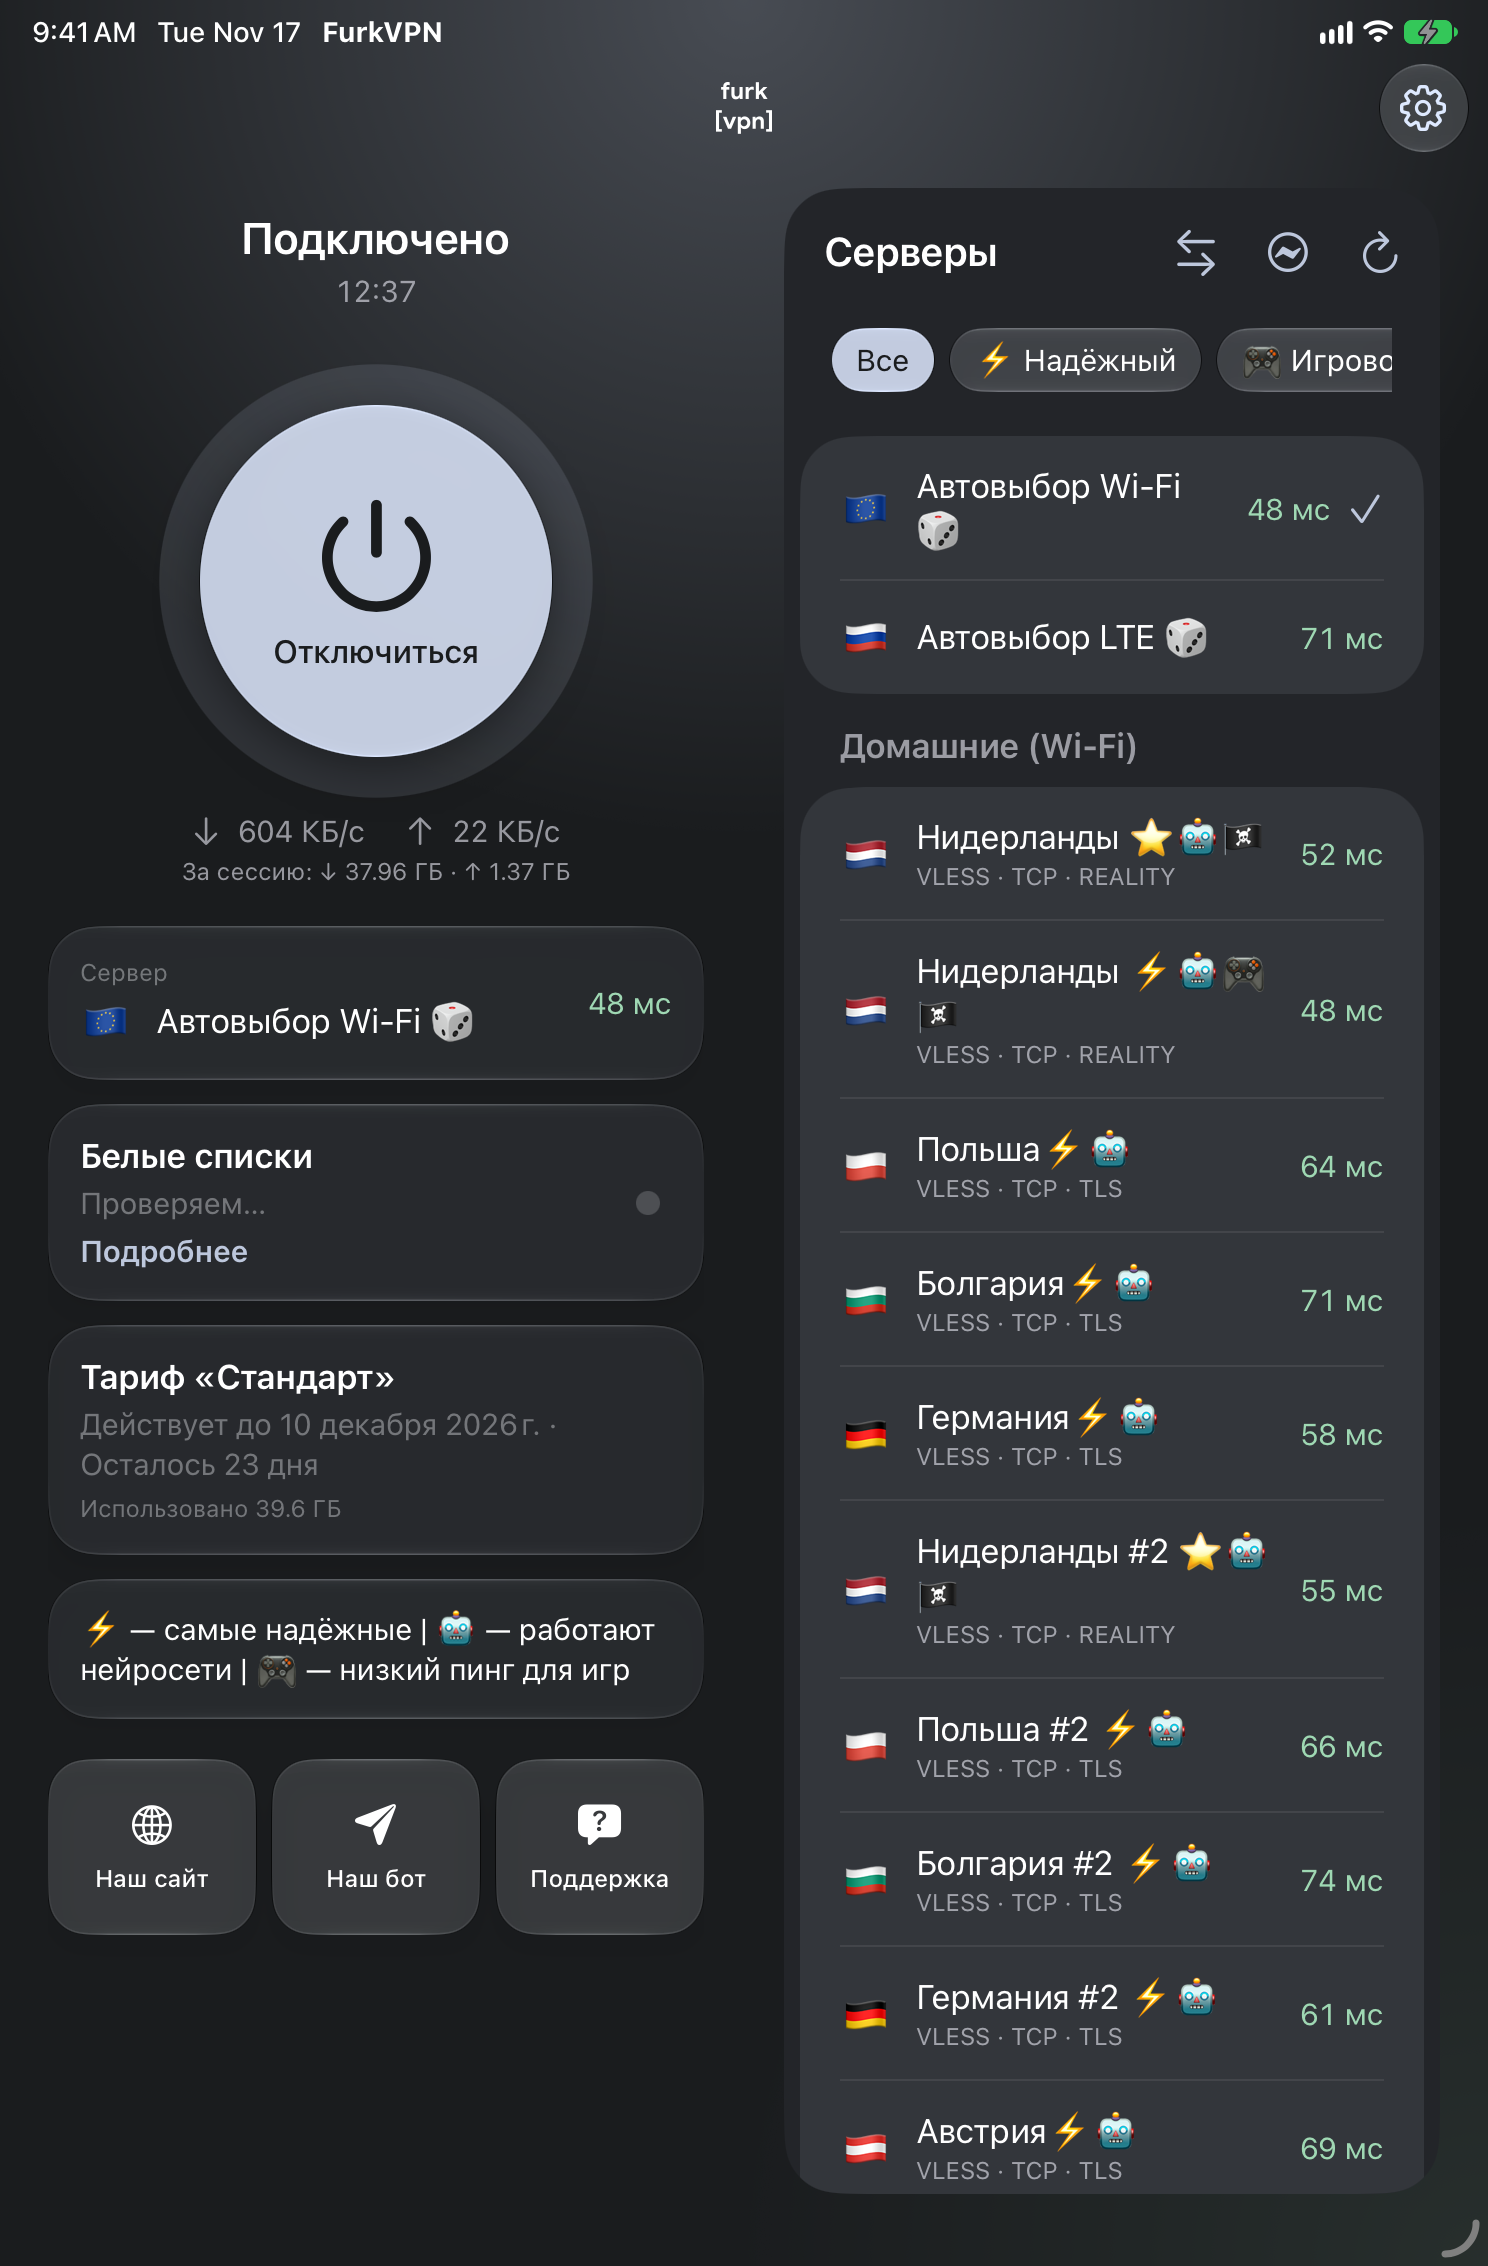 9:41 AM Tue Nov 17 FurkVPN
furk
[vpn]
Подключено
12:37
Отключиться
↓ 604 КБ/с ↑ 22 КБ/с
За сессию: ↓ 37.96 ГБ · ↑ 1.37 ГБ
Сервер
🇪🇺 Автовыбор Wi-Fi 🎲
48 мс
Белые списки
Проверяем...
Подробнее
Тариф «Стандарт»
Действует до 10 декабря 2026 г. ·
Осталось 23 дня
Использовано 39.6 ГБ
⚡ — самые надёжные | 🤖 — работают
нейросети | 🎮 — низкий пинг для игр
Наш сайт
Наш бот
Поддержка
Серверы
Все
⚡ Надёжный
🎮 Игрово
🇪🇺 Автовыбор Wi-Fi
🎲
48 мс
🇷🇺 Автовыбор LTE 🎲
71 мс
Домашние (Wi-Fi)
🇳🇱 Нидерланды ⭐🤖🏴‍☠️
VLESS · TCP · REALITY
52 мс
🇳🇱 Нидерланды ⚡🤖🎮
🏴‍☠️
VLESS · TCP · REALITY
48 мс
🇵🇱 Польша⚡🤖
VLESS · TCP · TLS
64 мс
🇧🇬 Болгария⚡🤖
VLESS · TCP · TLS
71 мс
🇩🇪 Германия⚡🤖
VLESS · TCP · TLS
58 мс
🇳🇱 Нидерланды #2 ⭐🤖
🏴‍☠️
VLESS · TCP · REALITY
55 мс
🇵🇱 Польша #2 ⚡🤖
VLESS · TCP · TLS
66 мс
🇧🇬 Болгария #2 ⚡🤖
VLESS · TCP · TLS
74 мс
🇩🇪 Германия #2 ⚡🤖
VLESS · TCP · TLS
61 мс
🇦🇹 Австрия⚡🤖
VLESS · TCP · TLS
69 мс